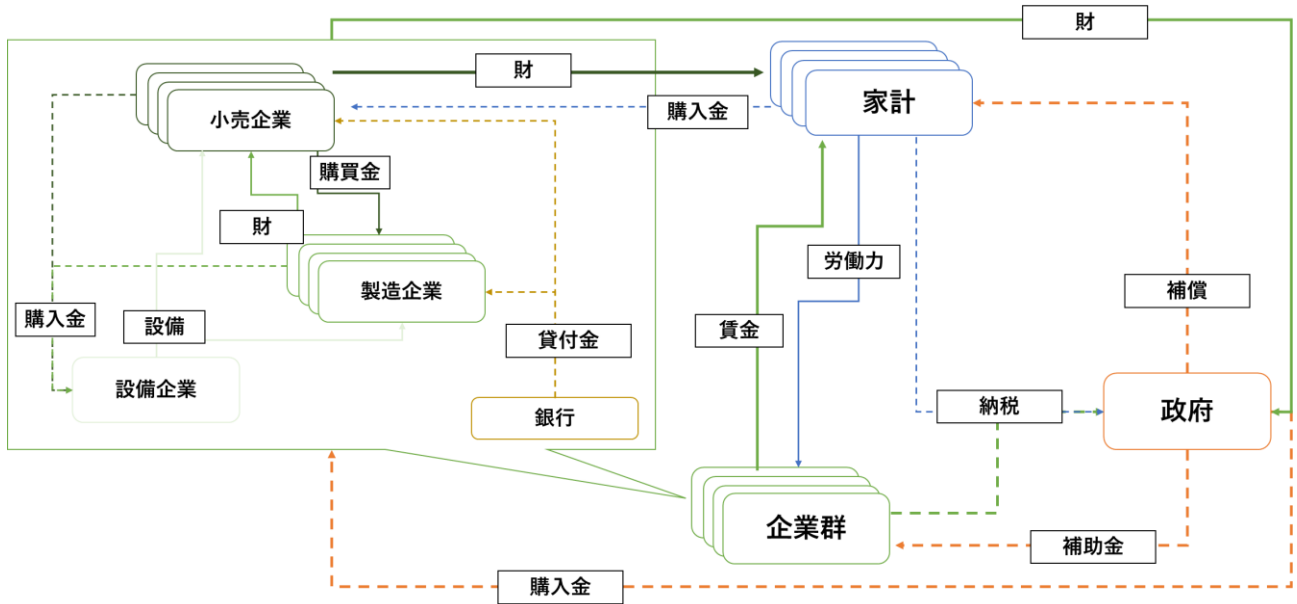 財
財
購入金
小売企業
家計
購買金
財
製造企業
労働力
補償
購入金
設備
賃金
貸付金
設備企業
銀行
納税
政府
企業群
補助金
購入金